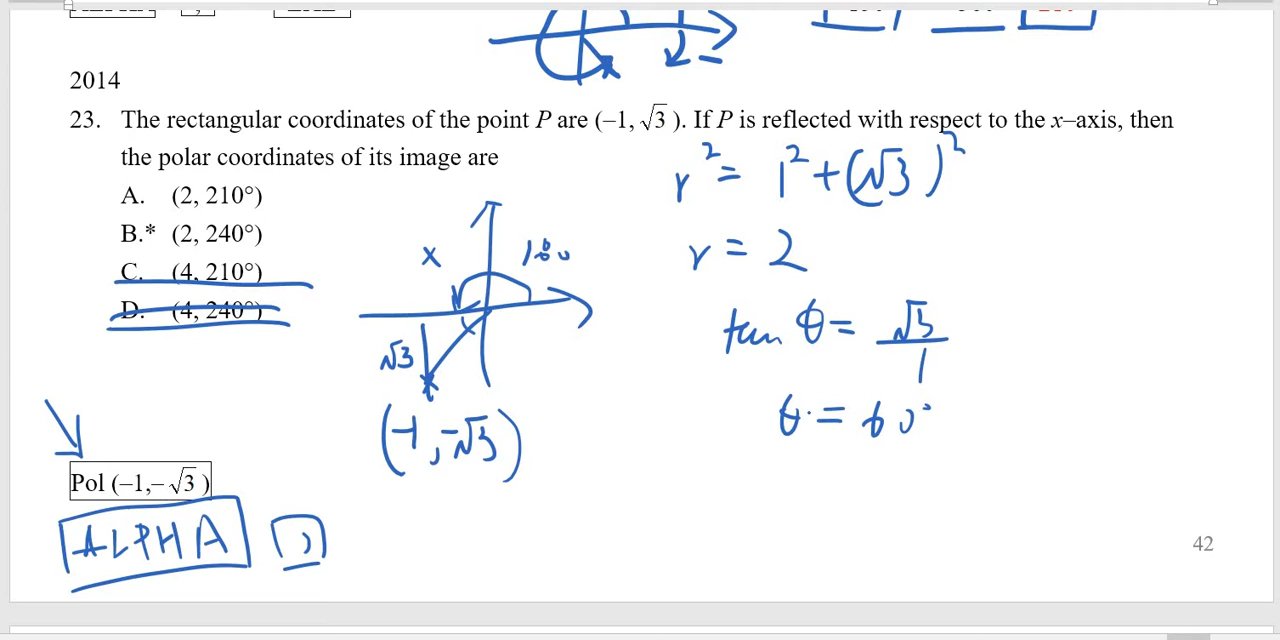 2014
23. The rectangular coordinates of the point P are (−1, √3 ). If P is reflected with respect to the x–axis, then
the polar coordinates of its image are
A. (2, 210°)
B.* (2, 240°)
C. (4, 210°)
D. (4, 240°)
r² = 1² + (√3)²
r = 2
tan θ = √3/1
θ = 60°
x
180
√3
(-1, -√3)
Pol (−1,− √3 )
ALPHA )
42